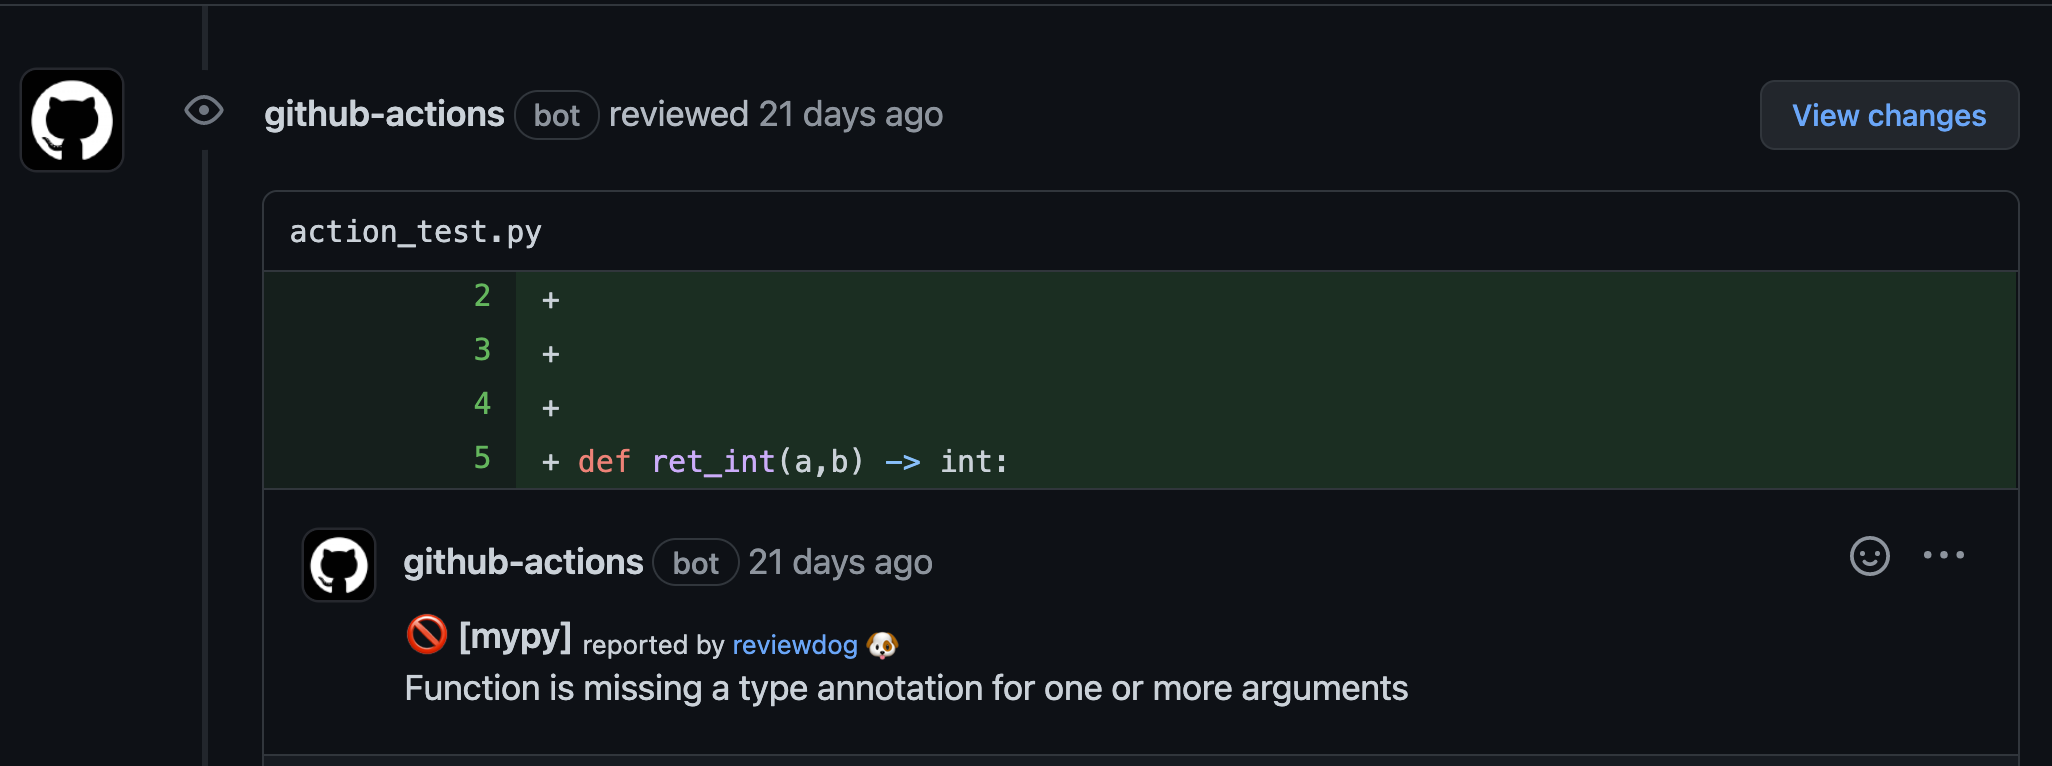 github-actions bot reviewed 21 days ago
View changes
action_test.py
2 +
3 +
4 +
5 + def ret_int(a,b) -> int:
github-actions bot 21 days ago
🚫 [mypy] reported by reviewdog 🐶
Function is missing a type annotation for one or more arguments